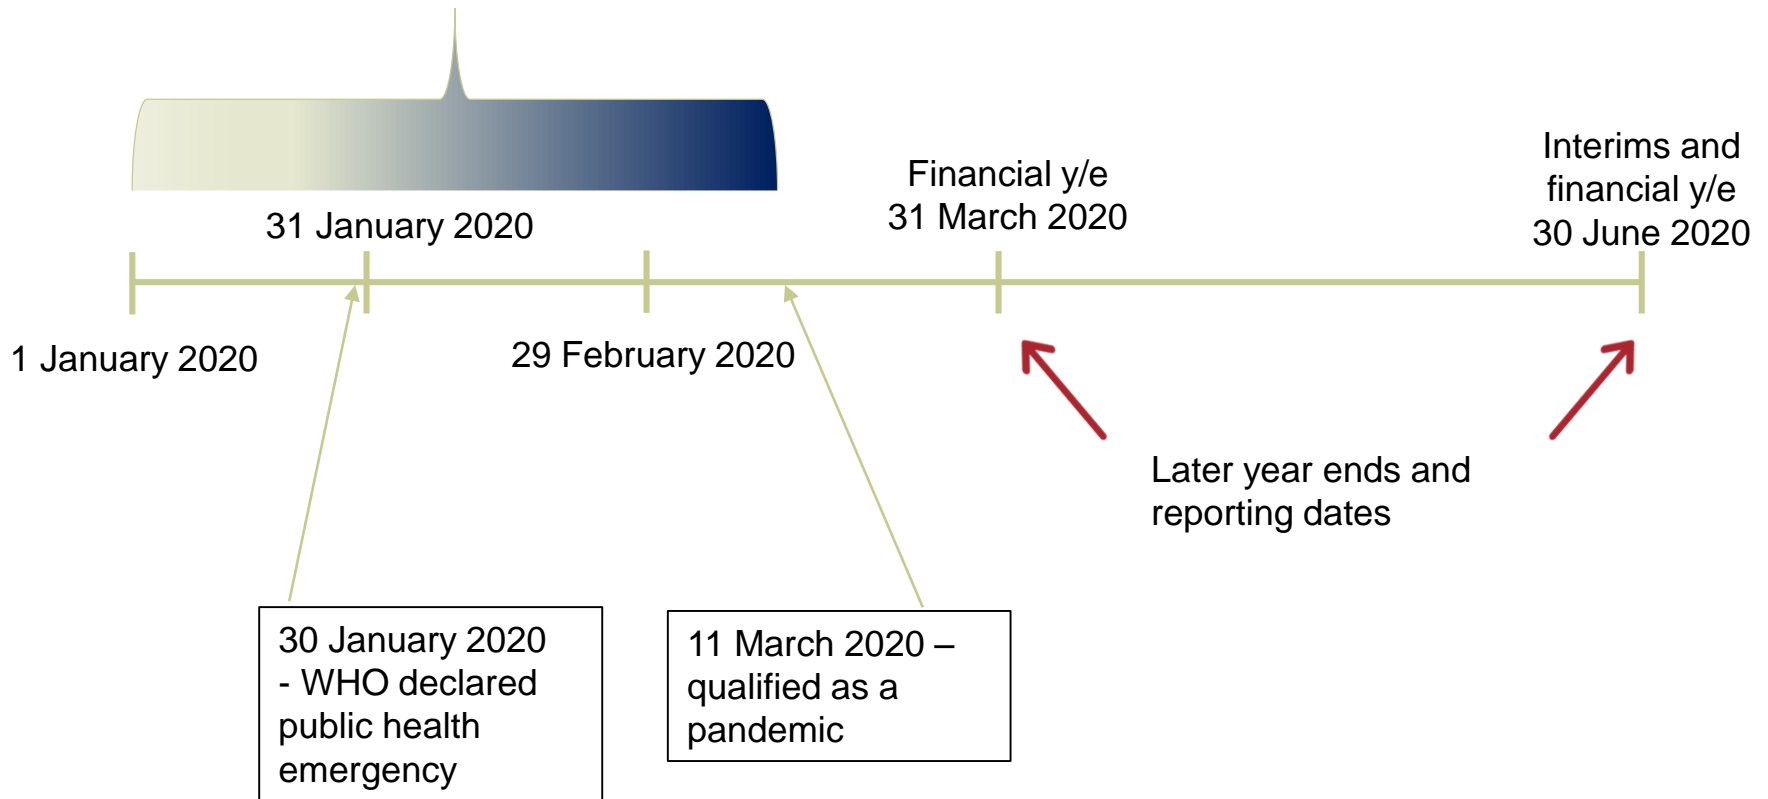 Interims and
financial y/e
30 June 2020
Financial y/e
31 March 2020
31 January 2020
1 January 2020
29 February 2020
Later year ends and
reporting dates
30 January 2020
- WHO declared
public health
emergency
11 March 2020 –
qualified as a
pandemic